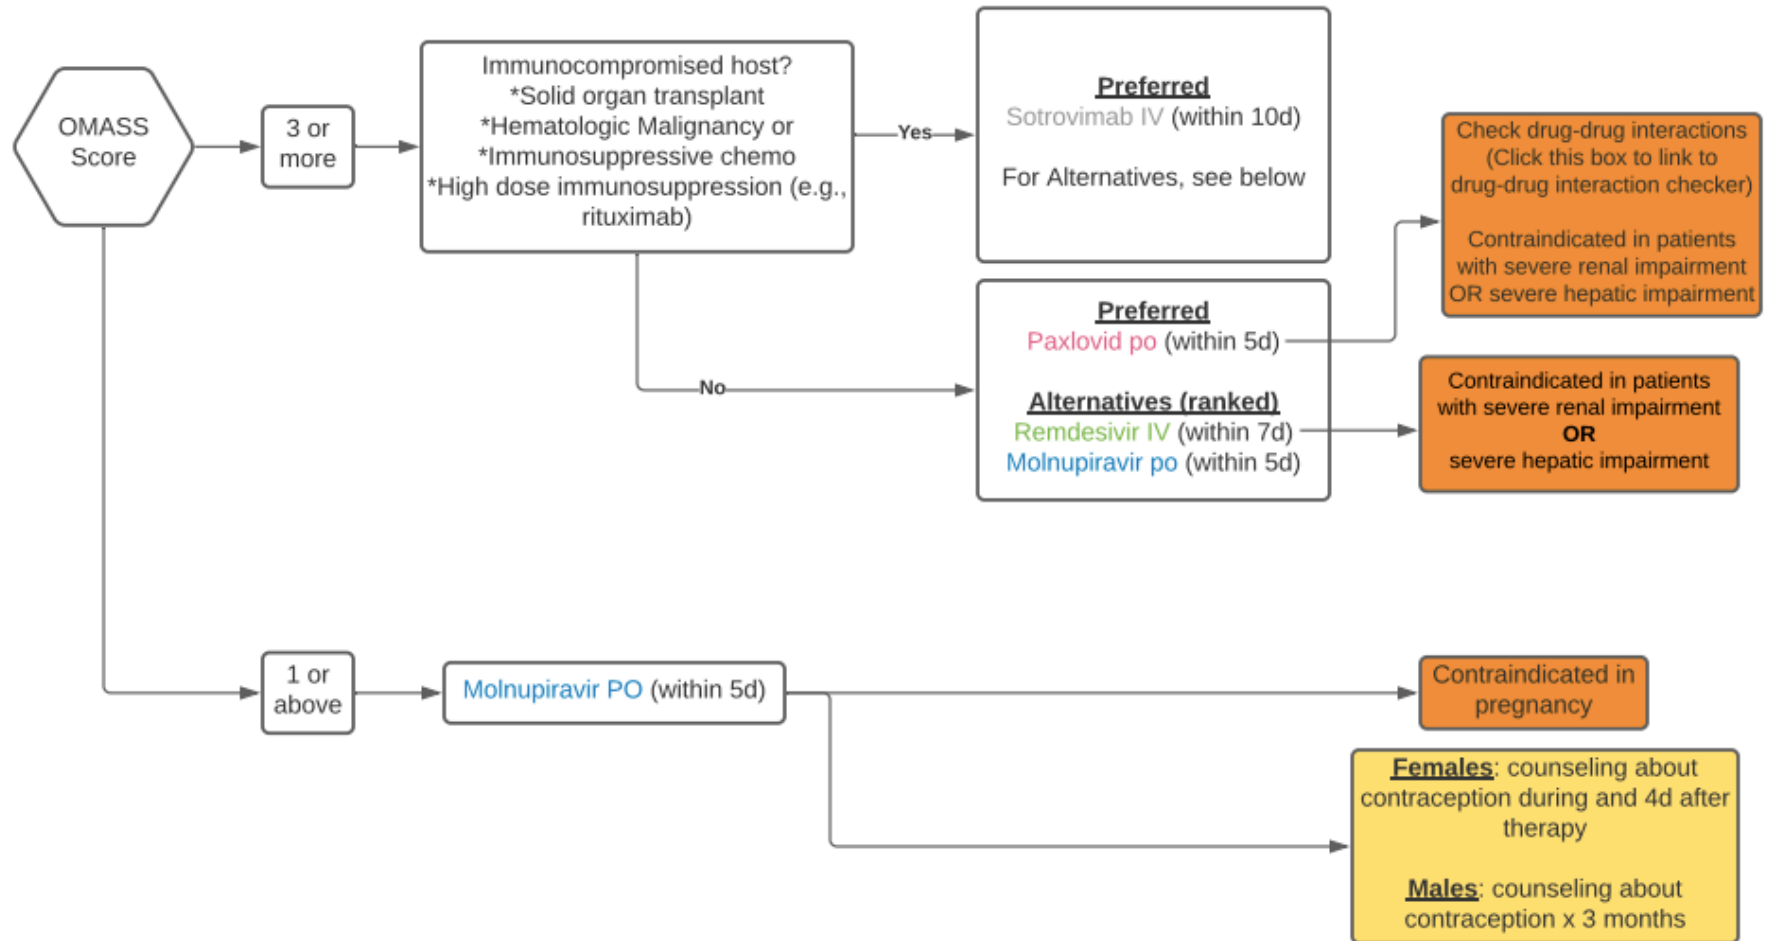 OMASS
Score
3 or
more
Immunocompromised host?
*Solid organ transplant
*Hematologic Malignancy or
*Immunosuppressive chemo
*High dose immunosuppression (e.g.,
rituximab)
Yes
Preferred
Sotrovimab IV (within 10d)
For Alternatives, see below
Check drug-drug interactions
(Click this box to link to
drug-drug interaction checker)
Contraindicated in patients
with severe renal impairment
OR severe hepatic impairment
No
Preferred
Paxlovid po (within 5d)
Alternatives (ranked)
Remdesivir IV (within 7d)
Molnupiravir po (within 5d)
Contraindicated in patients
with severe renal impairment
OR
severe hepatic impairment
1 or
above
Molnupiravir PO (within 5d)
Contraindicated in
pregnancy
Females: counseling about
contraception during and 4d after
therapy
Males: counseling about
contraception x 3 months